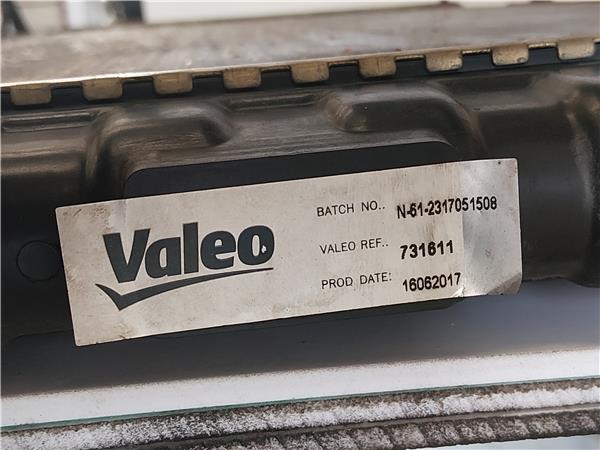 Valeo
BATCH NO.. N-61-2317051508
VALEO REF.. 731611
PROD DATE: 16062017